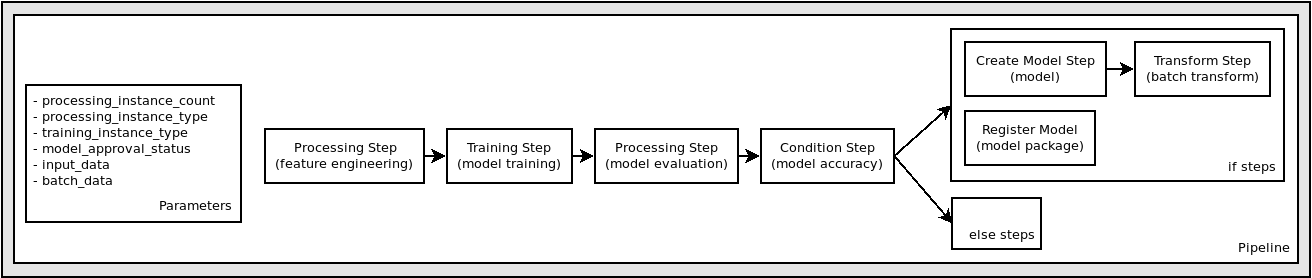 - processing_instance_count
- processing_instance_type
- training_instance_type
- model_approval_status
- input_data
- batch_data
Parameters
Processing Step
(feature engineering)
Training Step
(model training)
Processing Step
(model evaluation)
Condition Step
(model accuracy)
Create Model Step
(model)
Transform Step
(batch transform)
Register Model
(model package)
if steps
else steps
Pipeline